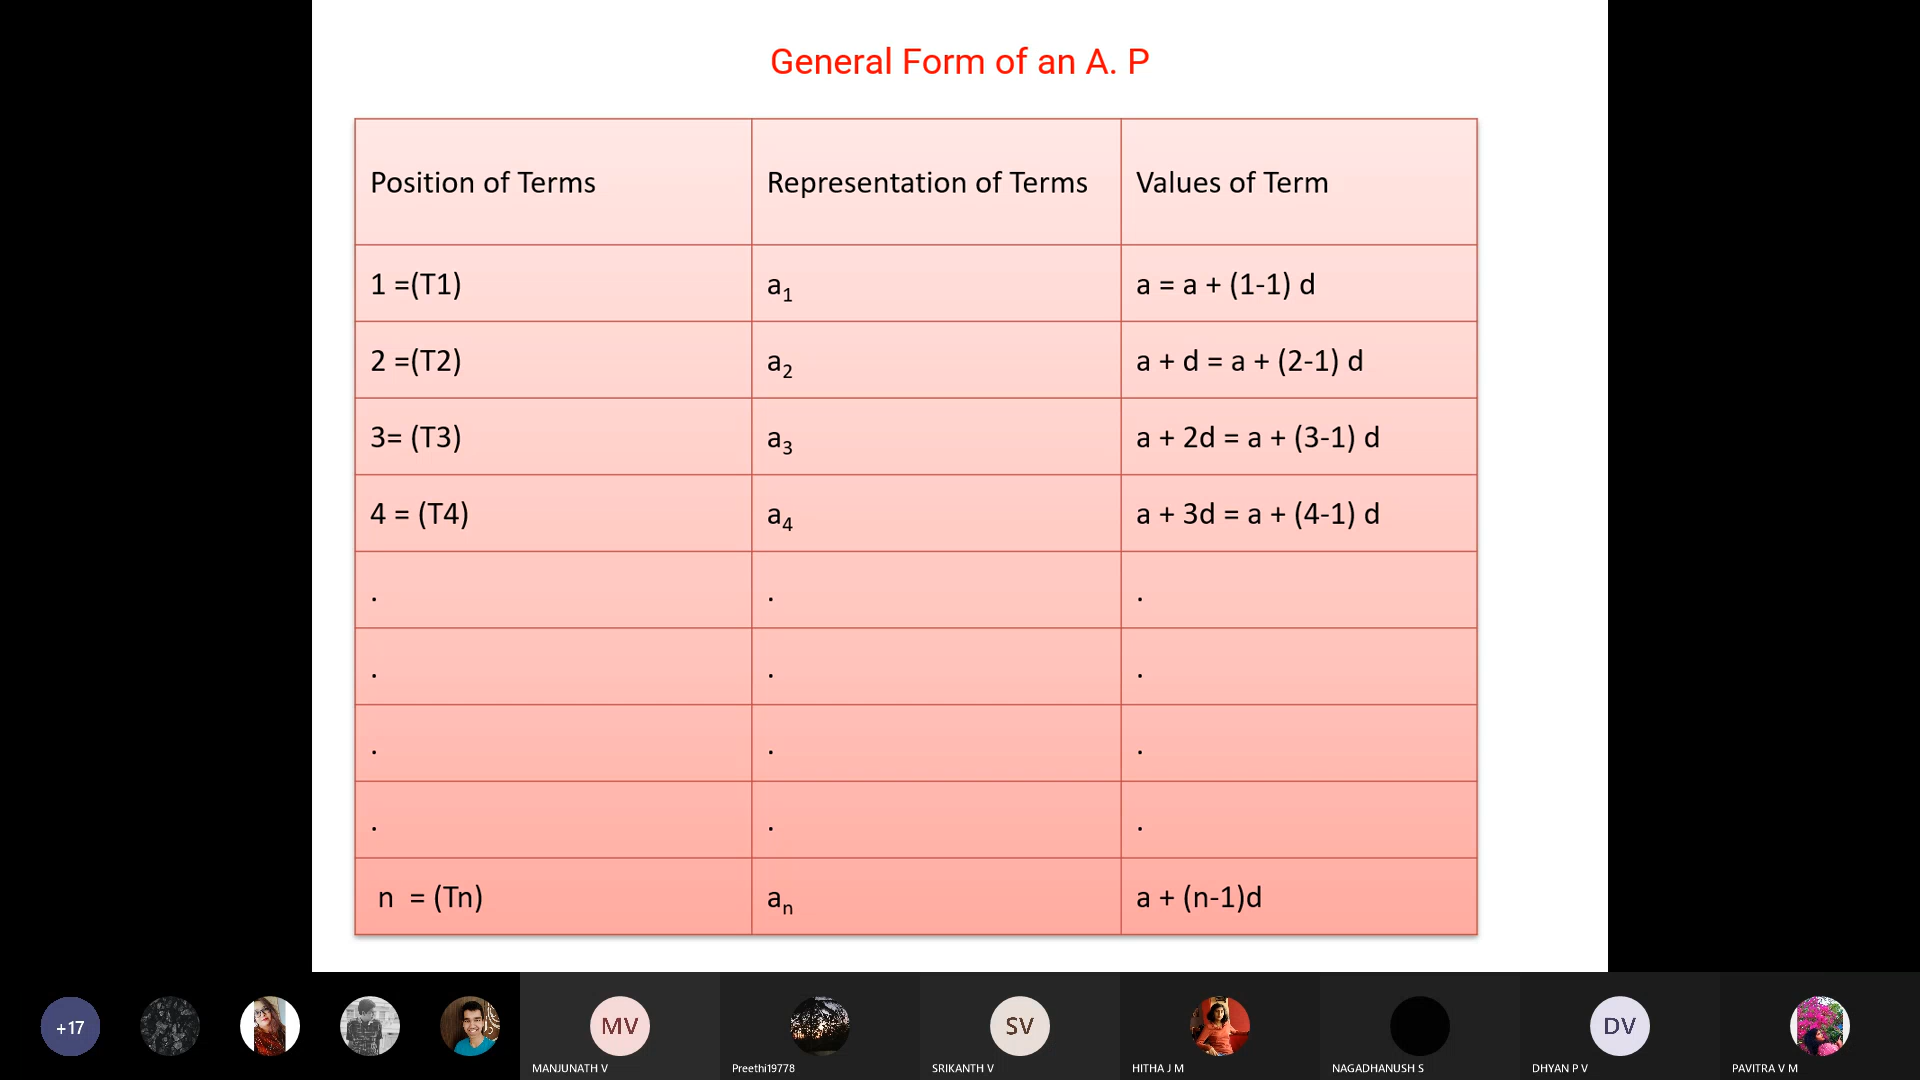 General Form of an A. P
Position of Terms Representation of Terms Values of Term
1 =(T1) a1 a = a + (1-1) d
2 =(T2) a2 a + d = a + (2-1) d
3= (T3) a3 a + 2d = a + (3-1) d
4 = (T4) a4 a + 3d = a + (4-1) d
. . .
. . .
. . .
. . .
n = (Tn) an a + (n-1)d
+17 MV SV DV
MANJUNATH V Preethi19778 SRIKANTH V HITHA J M NAGADHANUSH S DHYAN P V PAVITRA V M